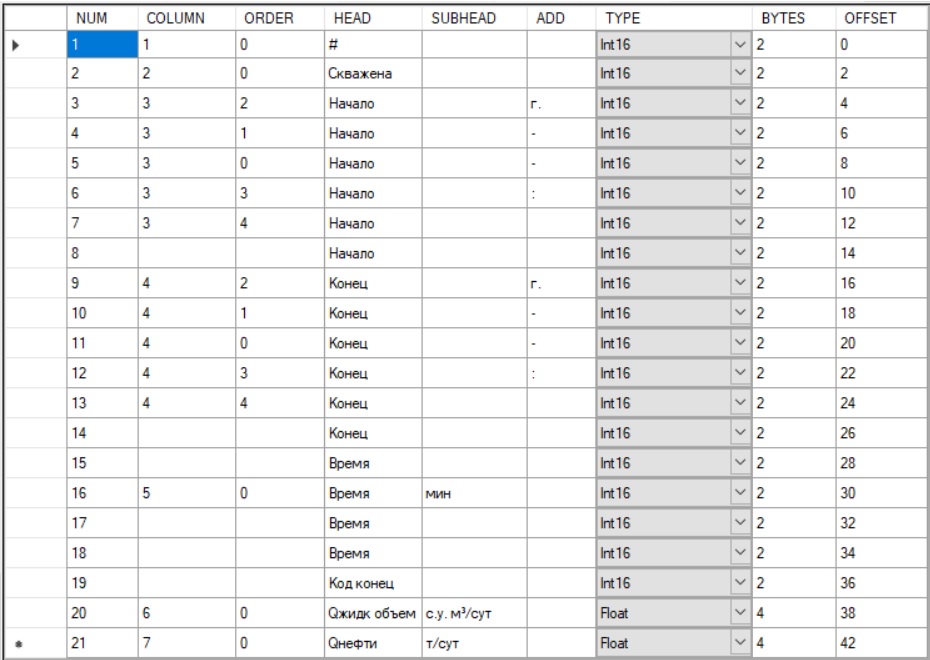 NUM COLUMN ORDER HEAD SUBHEAD ADD TYPE BYTES OFFSET
1 1 0 # Int16 2 0
2 2 0 Скважена Int16 2 2
3 3 2 Начало г. Int16 2 4
4 3 1 Начало - Int16 2 6
5 3 0 Начало - Int16 2 8
6 3 3 Начало : Int16 2 10
7 3 4 Начало Int16 2 12
8 Начало Int16 2 14
9 4 2 Конец г. Int16 2 16
10 4 1 Конец - Int16 2 18
11 4 0 Конец - Int16 2 20
12 4 3 Конец : Int16 2 22
13 4 4 Конец Int16 2 24
14 Конец Int16 2 26
15 Время Int16 2 28
16 5 0 Время мин Int16 2 30
17 Время Int16 2 32
18 Время Int16 2 34
19 Код конец Int16 2 36
20 6 0 Qжидк объем с.у. м³/сут Float 4 38
21 7 0 Qнефти т/сут Float 4 42